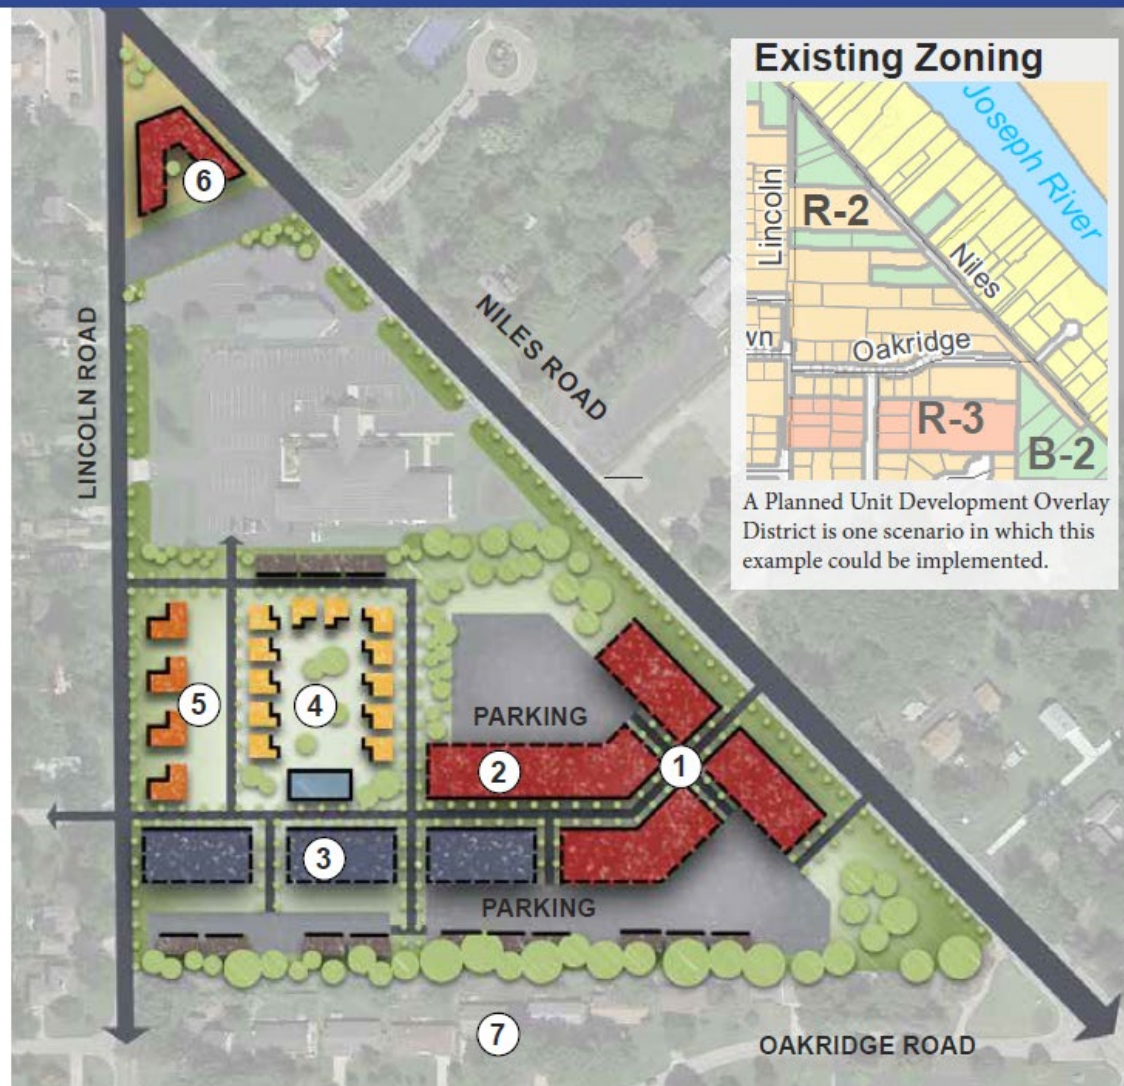 Existing Zoning
Joseph River
Lincoln
R-2
Niles
wn
Oakridge
R-3
B-2
A Planned Unit Development Overlay
District is one scenario in which this
example could be implemented.
6
LINCOLN ROAD
NILES ROAD
5
4
PARKING
2
1
3
PARKING
7
OAKRIDGE ROAD